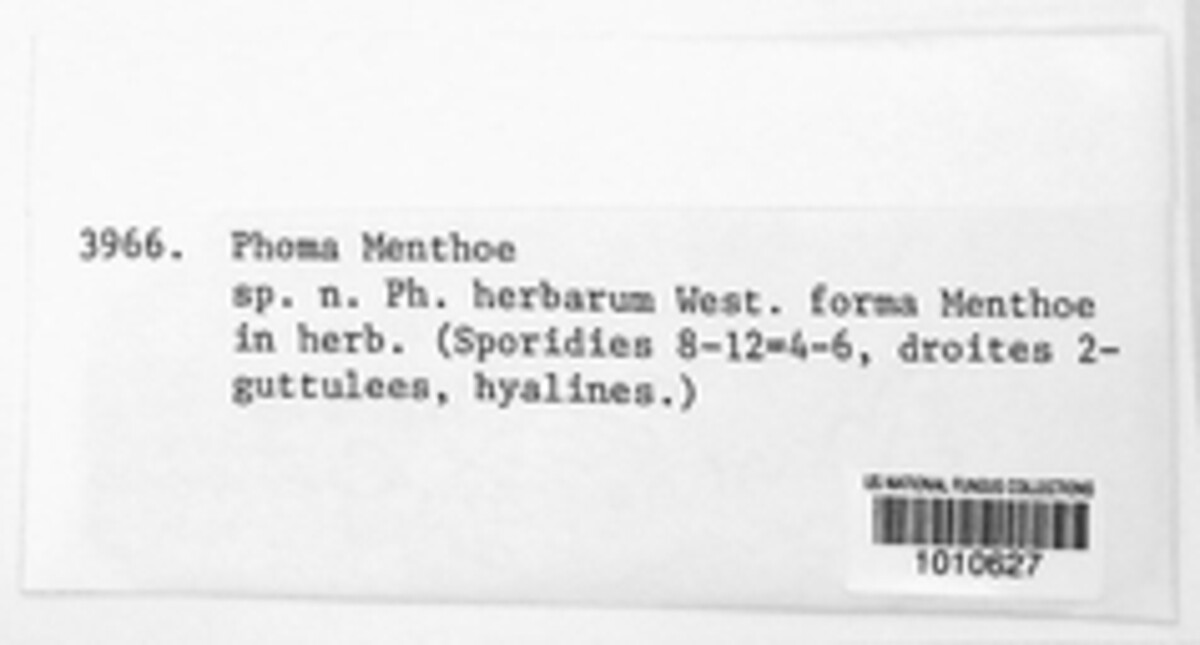 3966. Phoma Menthoe
sp. n. Ph. herbarum West. forma Menthoe
in herb. (Sporidies 8-12=4-6, droites 2-
guttulees, hyalines.)
US NATIONAL FUNGUS COLLECTIONS
1010627